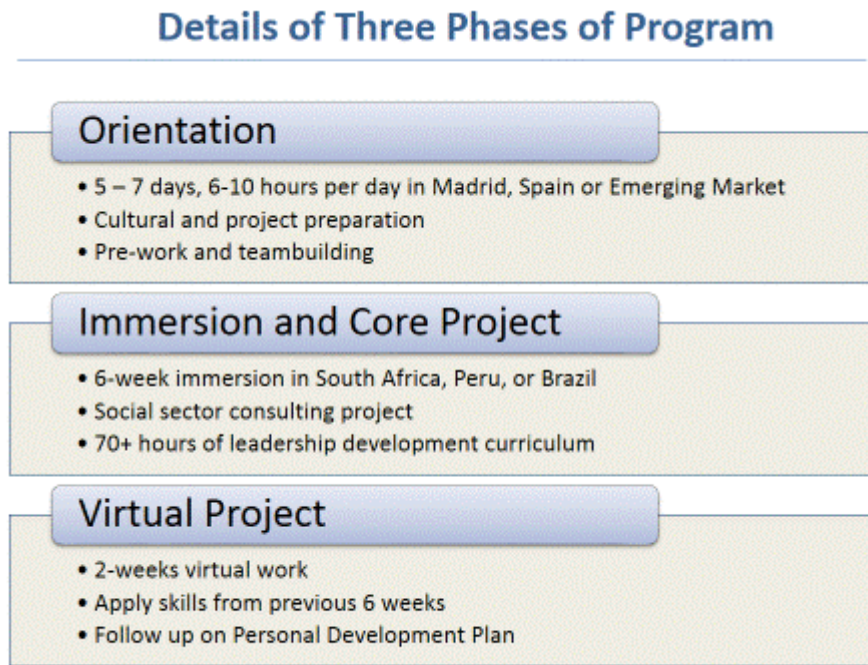 Details of Three Phases of Program
Orientation
• 5 – 7 days, 6-10 hours per day in Madrid, Spain or Emerging Market
• Cultural and project preparation
• Pre-work and teambuilding
Immersion and Core Project
• 6-week immersion in South Africa, Peru, or Brazil
• Social sector consulting project
• 70+ hours of leadership development curriculum
Virtual Project
• 2-weeks virtual work
• Apply skills from previous 6 weeks
• Follow up on Personal Development Plan